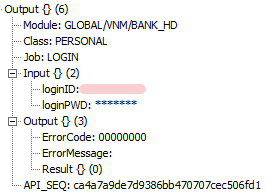 Output {} (6)
Module: GLOBAL/VNM/BANK_HD
Class: PERSONAL
Job: LOGIN
Input {} (2)
loginID:
loginPWD: *******
Output {} (3)
ErrorCode: 00000000
ErrorMessage:
Result {} (0)
API_SEQ: ca4a7a9de7d9386bb470707cec506fd1